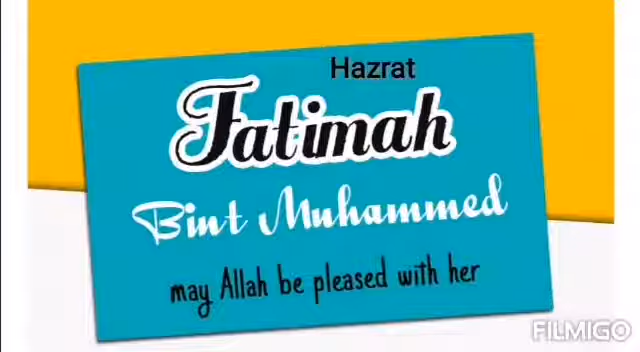 Hazrat
Fatimah
Bint Muhammed
may Allah be pleased with her
FILMIGO